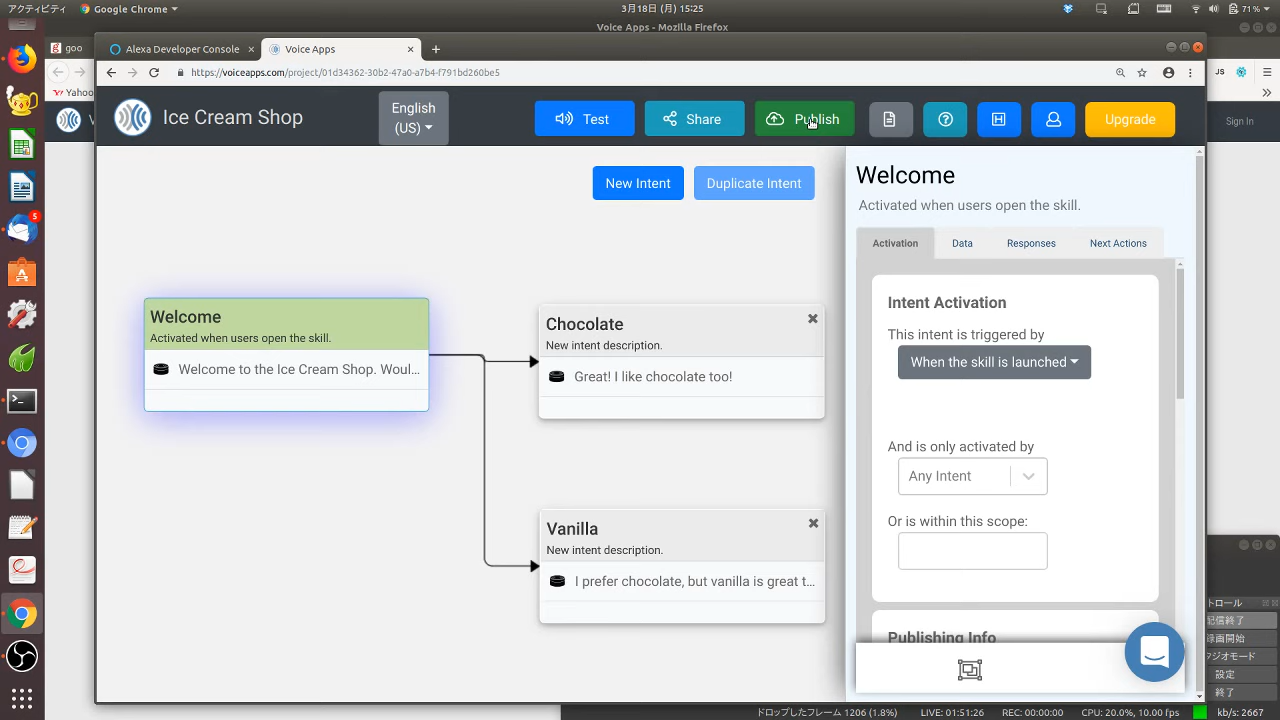 アクティビティ
Google Chrome
3月18日 (月) 15:25
71%
Voice Apps - Mozilla Firefox
goo
Alexa Developer Console
Voice Apps
JS
https://voiceapps.com/project/01d34362-30b2-47a0-a7b4-f791bd260be5
Yahoo
Ice Cream Shop
English
(US)
Test
Share
Publish
Upgrade
Sign In
New Intent
Duplicate Intent
Welcome
Activated when users open the skill.
Activation
Data
Responses
Next Actions
Intent Activation
This intent is triggered by
When the skill is launched
And is only activated by
Any Intent
Or is within this scope:
Publishing Info
Welcome
Activated when users open the skill.
Welcome to the Ice Cream Shop. Woul...
Chocolate
New intent description.
Great! I like chocolate too!
Vanilla
New intent description.
I prefer chocolate, but vanilla is great t...
5
トロール
配信終了
録画開始
タジオモード
設定
終了
ドロップしたフレーム 1206 (1.8%)
LIVE: 01:51:26
REC: 00:00:00
CPU: 20.0%, 10.00 fps
kb/s: 2667